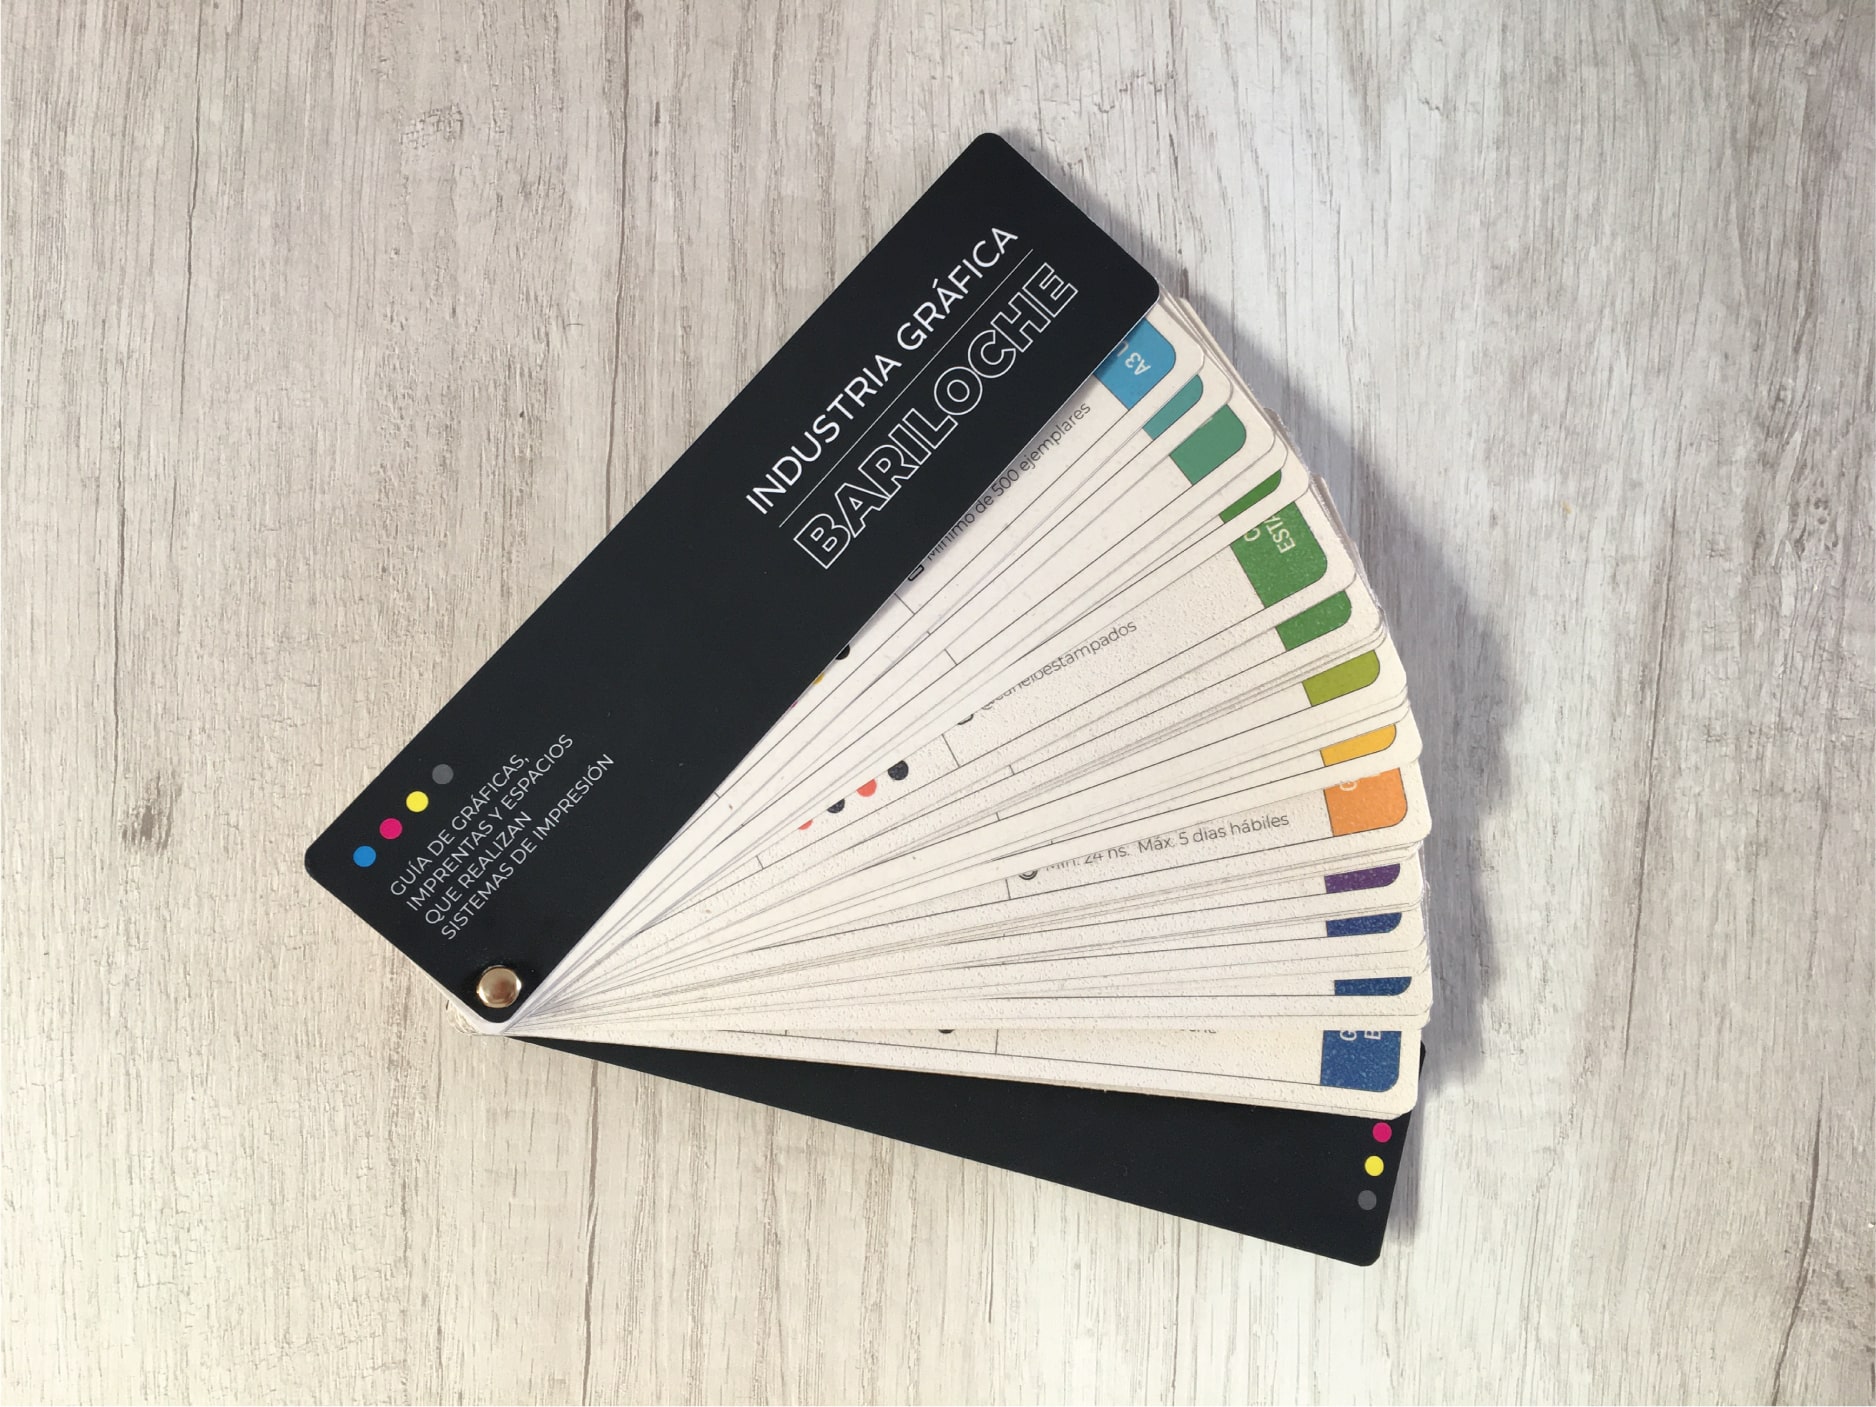 INDUSTRIA GRÁFICA
BARILOCHE
GUÍA DE GRÁFICAS,
IMPRENTAS Y ESPACIOS
QUE REALIZAN
SISTEMAS DE IMPRESIÓN
A3
Mínimo de 500 ejemplares
Mín. 24 hs. Máx. 5 días hábiles